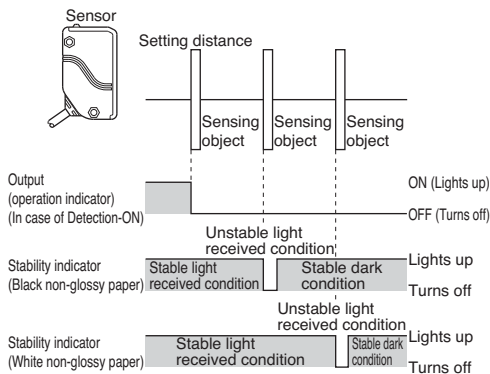 Sensor
Setting distance
Sensing object
Sensing object
Sensing object
Output
(operation indicator)
(In case of Detection-ON)
ON (Lights up)
OFF (Turns off)
Unstable light
received condition
Stability indicator
(Black non-glossy paper)
Stable light
received condition
Stable dark
condition
Lights up
Turns off
Unstable light
received condition
Stability indicator
(White non-glossy paper)
Stable light
received condition
Stable dark
condition
Lights up
Turns off